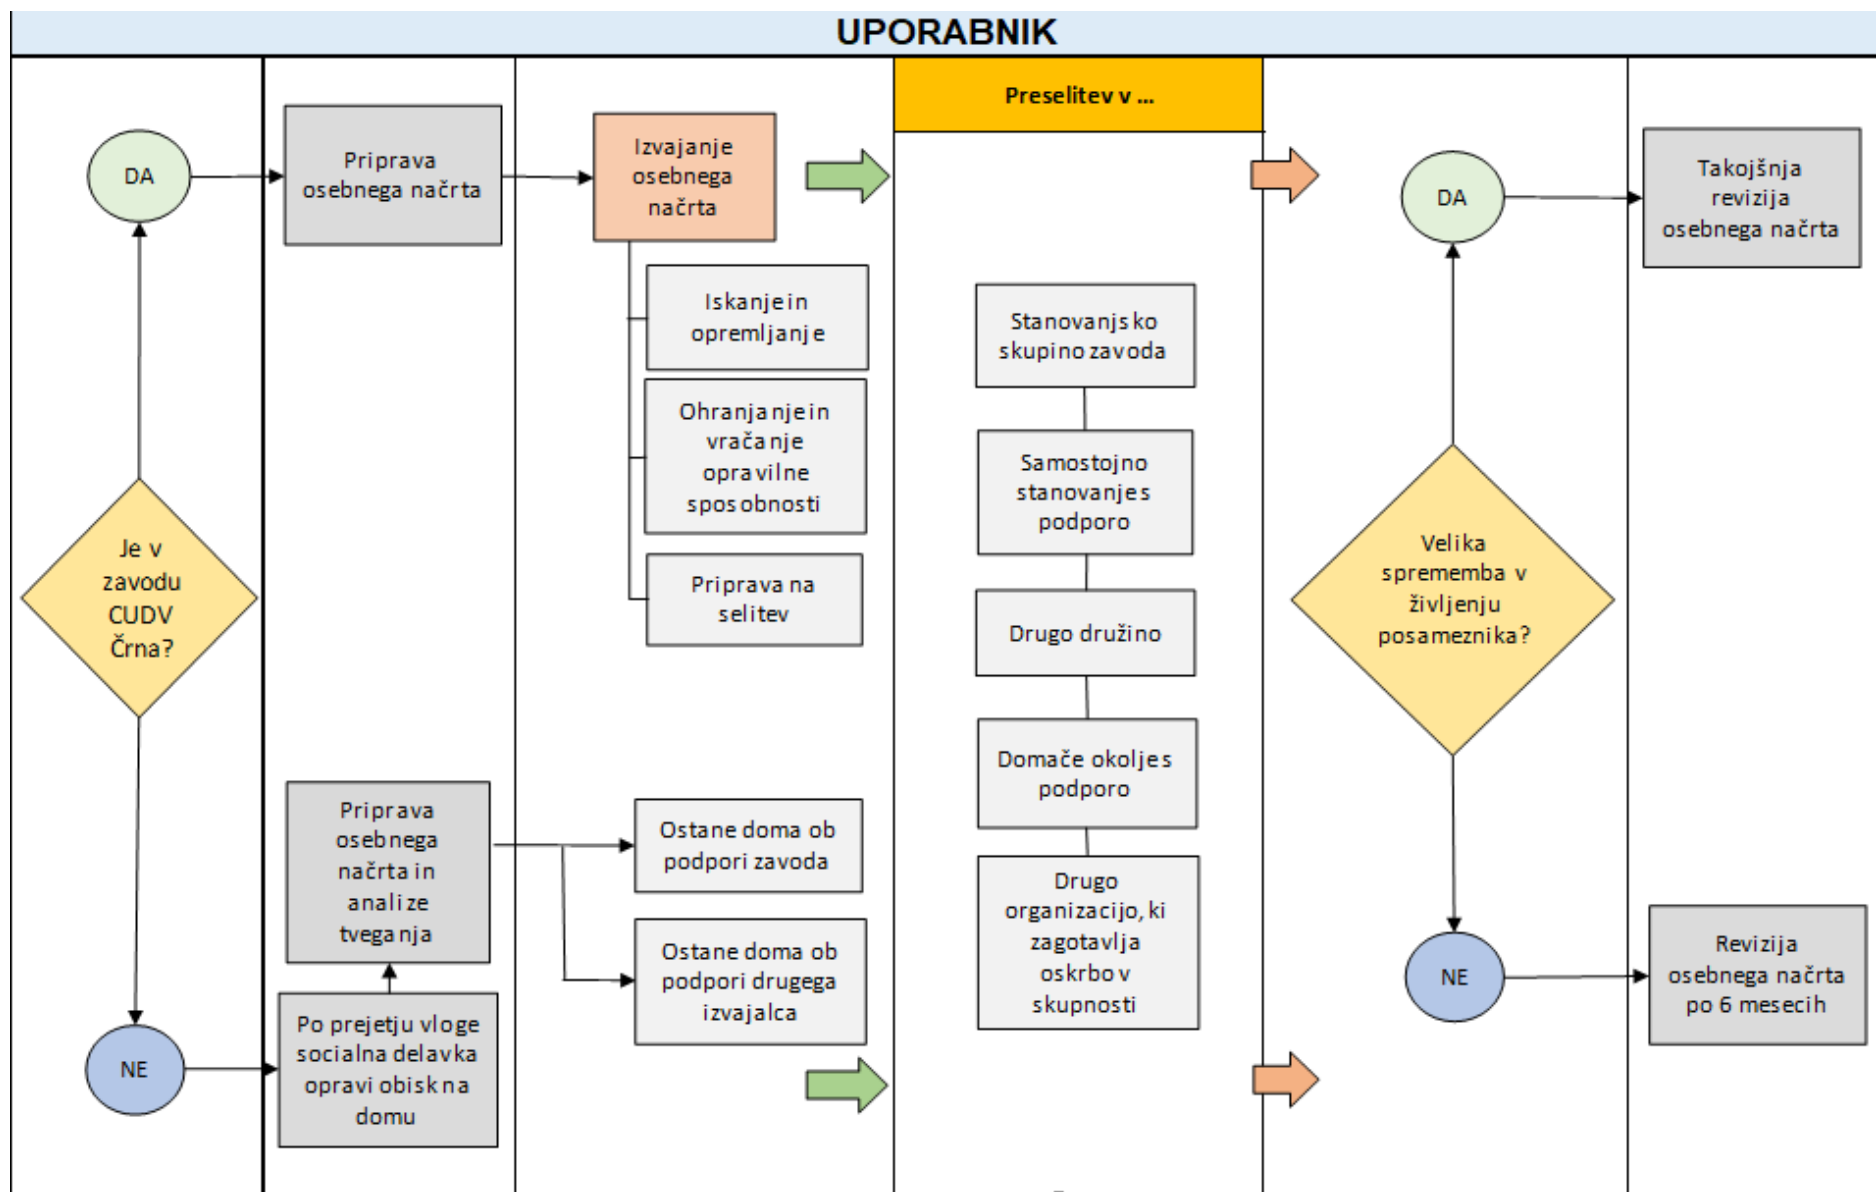 UPORABNIK
Je v
zavodu
CUDV
Črna?
DA
NE
Priprava
osebnega načrta
Po prejetju vloge
socialna delavka
opravi obisk na
domu
Priprava
osebnega
načrta in
analize
tveganja
Izvajanje
osebnega
načrta
Iskanje in
opremljanje
Ohranjanje in
vračanje
opravilne
sposobnosti
Priprava na
selitev
Ostane doma ob
podpori zavoda
Ostane doma ob
podpori drugega
izvajalca
Preselitev v ...
Stanovanjsko
skupino zavoda
Samostojno
stanovanje s
podporo
Drugo družino
Domače okolje s
podporo
Drugo
organizacijo, ki
zagotavlja
oskrbo v
skupnosti
Velika
sprememba v
življenju
posameznika?
DA
NE
Takojšnja
revizija
osebnega načrta
Revizija
osebnega načrta
po 6 mesecih